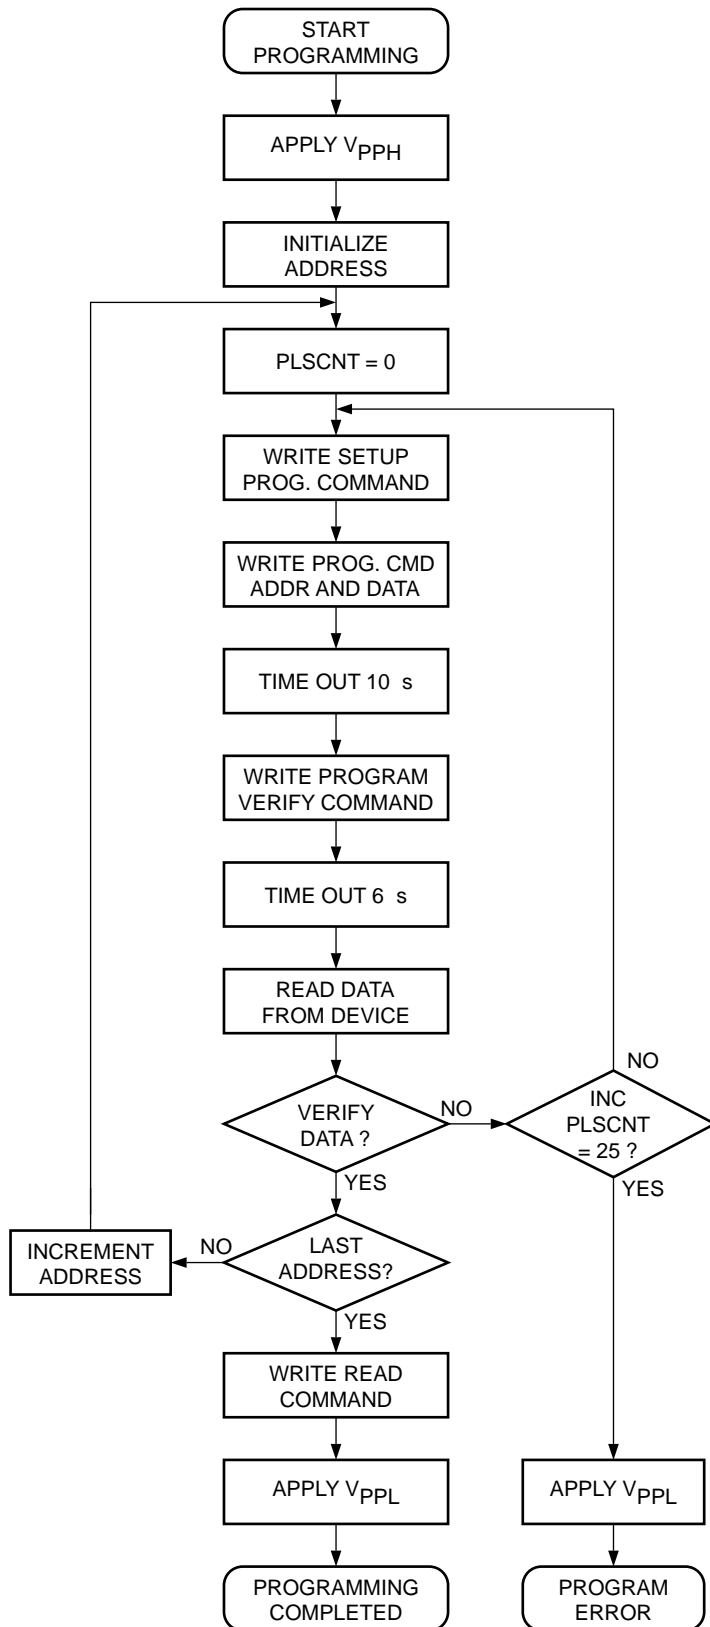 START
PROGRAMMING
APPLY VPPH
INITIALIZE
ADDRESS
PLSCNT = 0
WRITE SETUP
PROG. COMMAND
WRITE PROG. CMD
ADDR AND DATA
TIME OUT 10 s
WRITE PROGRAM
VERIFY COMMAND
TIME OUT 6 s
READ DATA
FROM DEVICE
VERIFY
DATA ?
NO
YES
INC
PLSCNT
= 25 ?
NO
YES
LAST
ADDRESS?
NO
YES
INCREMENT
ADDRESS
WRITE READ
COMMAND
APPLY VPPL
APPLY VPPL
PROGRAMMING
COMPLETED
PROGRAM
ERROR